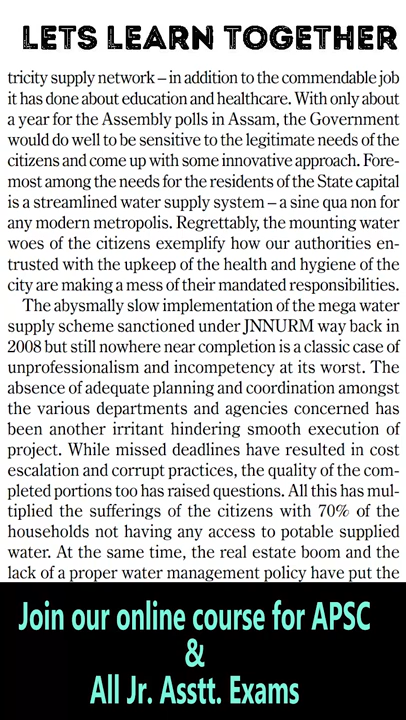 LETS LEARN TOGETHER
tricity supply network – in addition to the commendable job
it has done about education and healthcare. With only about
a year for the Assembly polls in Assam, the Government
would do well to be sensitive to the legitimate needs of the
citizens and come up with some innovative approach. Fore-
most among the needs for the residents of the State capital
is a streamlined water supply system – a sine qua non for
any modern metropolis. Regrettably, the mounting water
woes of the citizens exemplify how our authorities en-
trusted with the upkeep of the health and hygiene of the
city are making a mess of their mandated responsibilities.
The abysmally slow implementation of the mega water
supply scheme sanctioned under JNNURM way back in
2008 but still nowhere near completion is a classic case of
unprofessionalism and incompetency at its worst. The
absence of adequate planning and coordination amongst
the various departments and agencies concerned has
been another irritant hindering smooth execution of
project. While missed deadlines have resulted in cost
escalation and corrupt practices, the quality of the com-
pleted portions too has raised questions. All this has mul-
tiplied the sufferings of the citizens with 70% of the
households not having any access to potable supplied
water. At the same time, the real estate boom and the
lack of a proper water management policy have put the
Join our online course for APSC
&
All Jr. Asstt. Exams